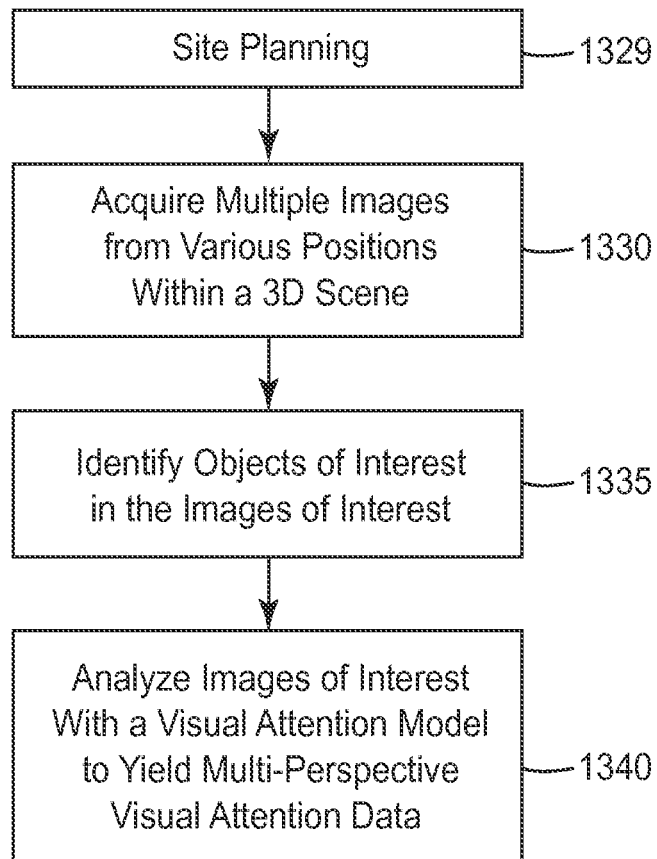 Site Planning
1329
Acquire Multiple Images
from Various Positions
Within a 3D Scene
1330
Identify Objects of Interest
in the Images of Interest
1335
Analyze Images of Interest
With a Visual Attention Model
to Yield Multi-Perspective
Visual Attention Data
1340